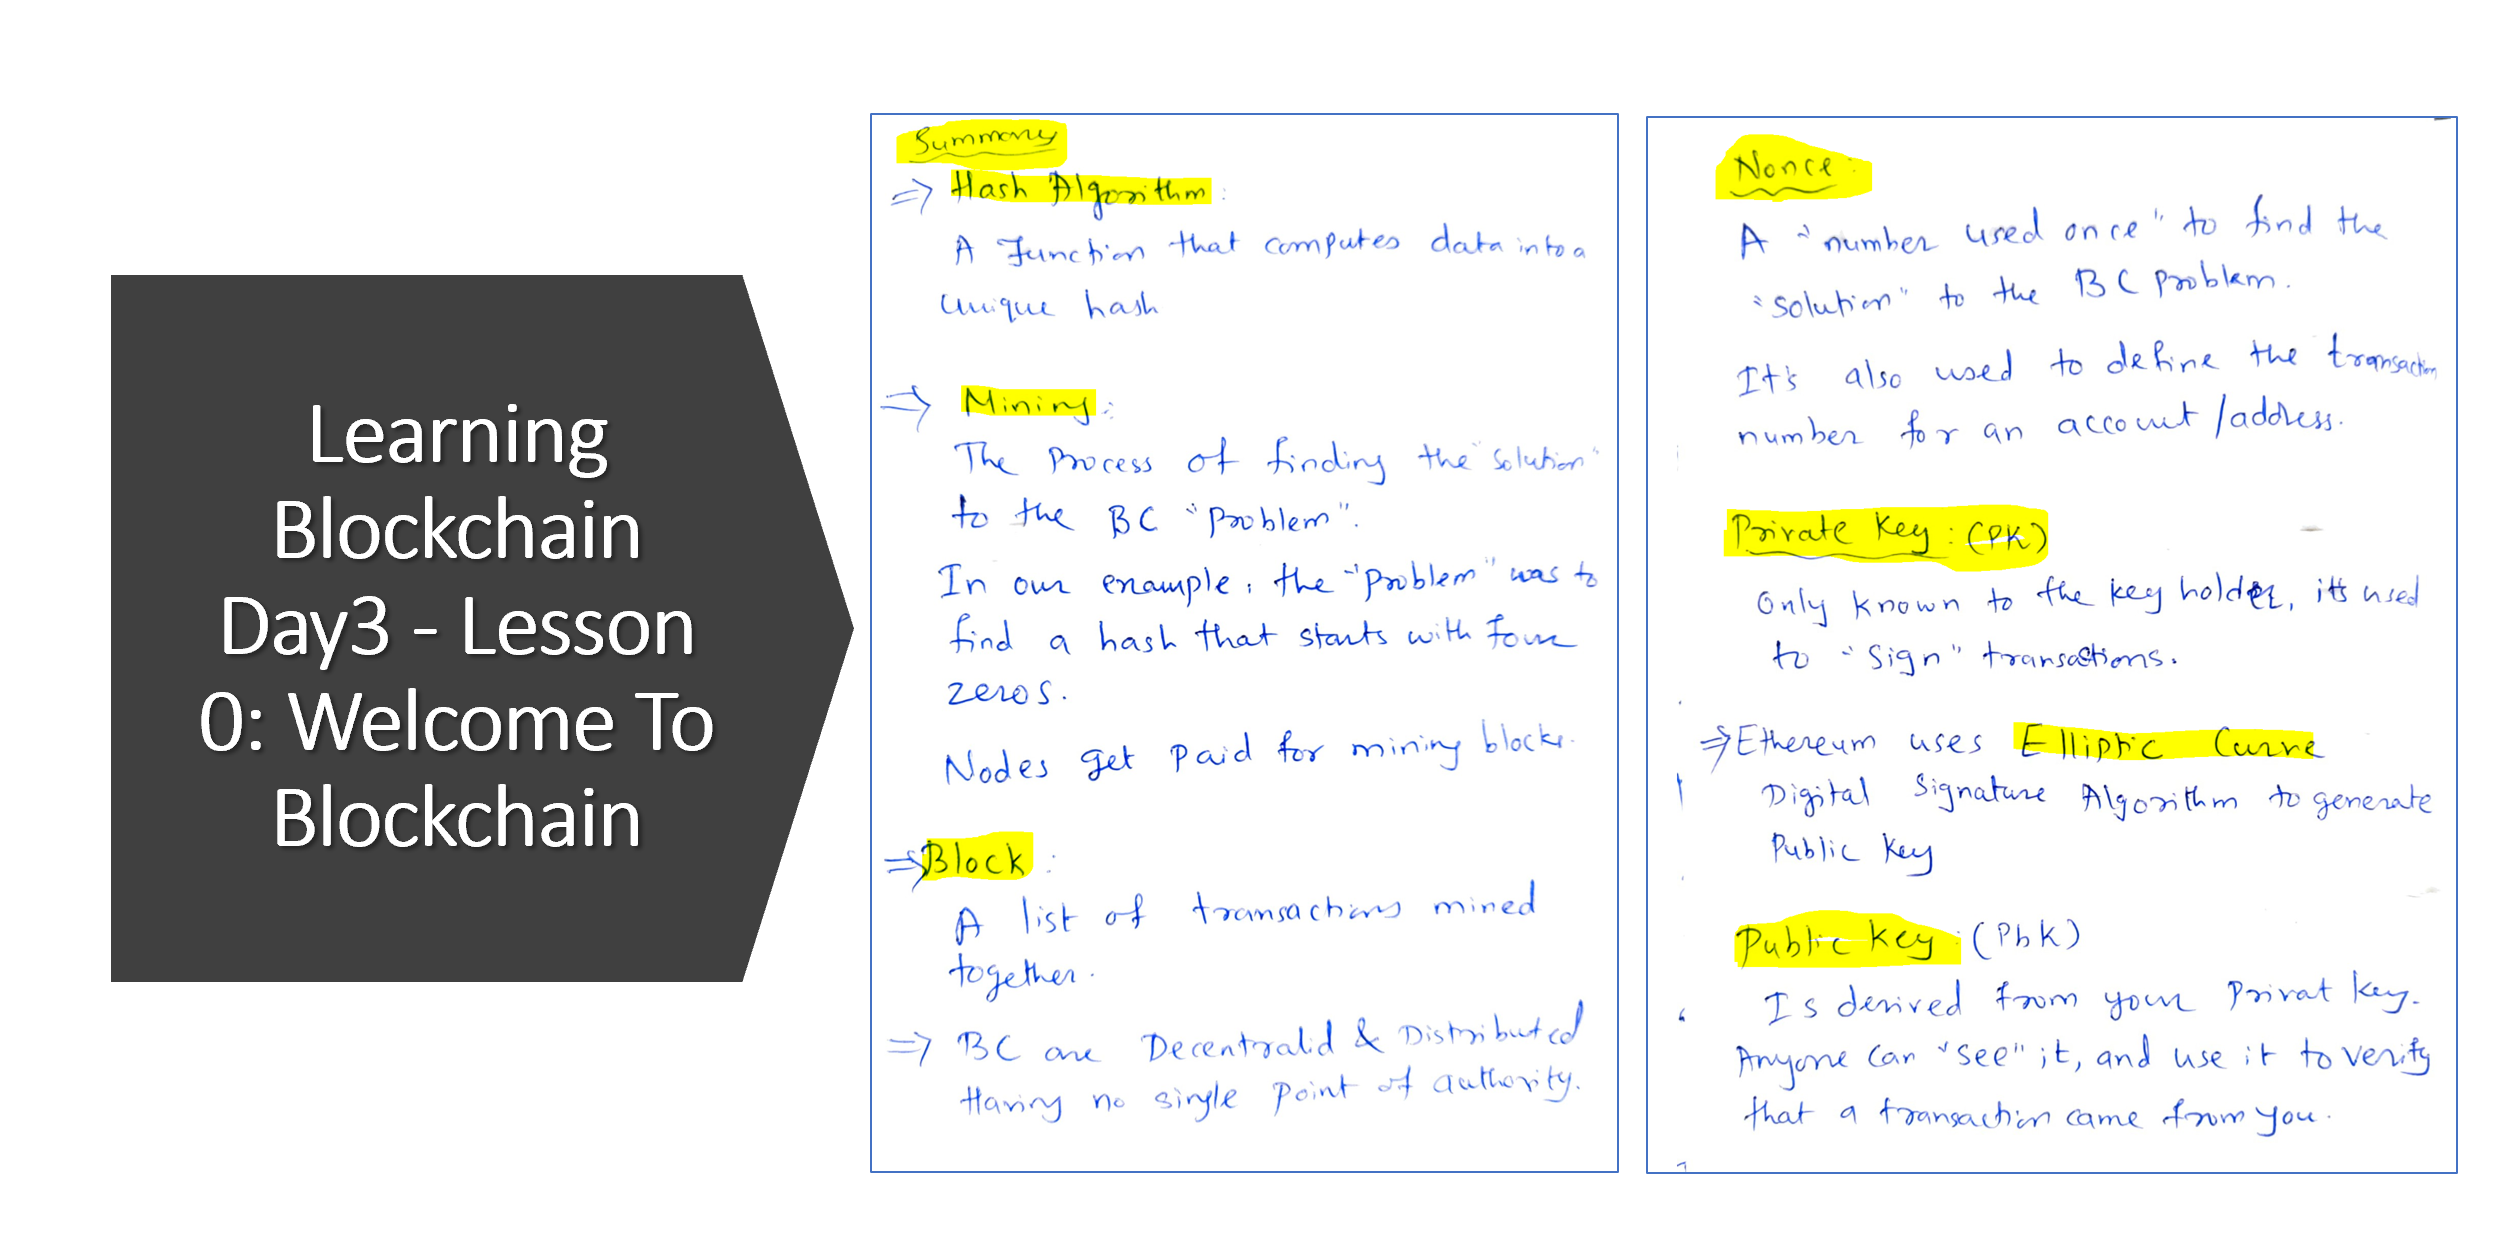 Learning
Blockchain
Day3 - Lesson
0: Welcome To
Blockchain
Summary
⇒ Hash Algorithm:
A function that computes data into a
unique hash
⇒ Mining:
The Process of finding the "solution"
to the BC "Problem".
In our example, the "Problem" was to
find a hash that starts with four
zeros.
Nodes get paid for mining blocks.
⇒ Block:
A list of transactions mined
together.
⇒ BC are Decentralid & Distributed
Having no single point of authority.
Nonce:
A "number used once" to find the
"solution" to the BC problem.
It's also used to define the transaction
number for an account/address.
Private Key: (PK)
Only known to the key holder, it's used
to "Sign" transactions.
⇒ Ethereum uses Elliptic Curve
Digital Signature Algorithm to generate
Public Key
Public Key: (PbK)
Is derived from your Privat key.
Anyone can "see" it, and use it to verify
that a transaction came from you.